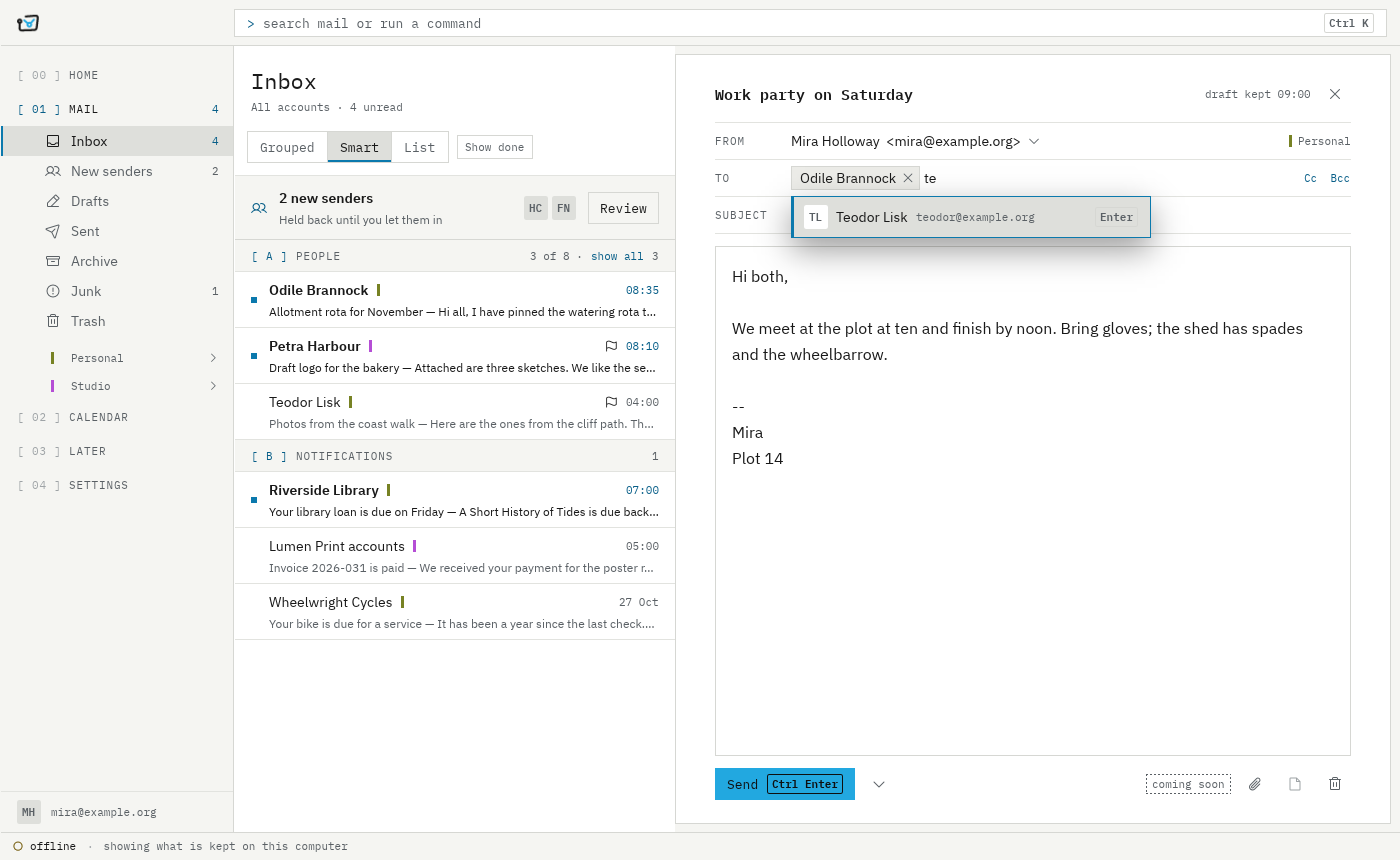 > search mail or run a command Ctrl K
[ 00 ] HOME
[ 01 ] MAIL 4
Inbox 4
New senders 2
Drafts
Sent
Archive
Junk 1
Trash
Personal
Studio
[ 02 ] CALENDAR
[ 03 ] LATER
[ 04 ] SETTINGS
MH mira@example.org
Inbox
All accounts · 4 unread
Grouped Smart List Show done
2 new senders
Held back until you let them in
HC FN Review
[ A ] PEOPLE 3 of 8 · show all 3
Odile Brannock 08:35
Allotment rota for November — Hi all, I have pinned the watering rota t…
Petra Harbour 08:10
Draft logo for the bakery — Attached are three sketches. We like the se…
Teodor Lisk 04:00
Photos from the coast walk — Here are the ones from the cliff path. Th…
[ B ] NOTIFICATIONS 1
Riverside Library 07:00
Your library loan is due on Friday — A Short History of Tides is due back…
Lumen Print accounts 05:00
Invoice 2026-031 is paid — We received your payment for the poster r…
Wheelwright Cycles 27 Oct
Your bike is due for a service — It has been a year since the last check.…
Work party on Saturday draft kept 09:00
FROM Mira Holloway <mira@example.org> Personal
TO Odile Brannock te Cc Bcc
SUBJECT
TL Teodor Lisk teodor@example.org Enter
Hi both,
We meet at the plot at ten and finish by noon. Bring gloves; the shed has spades
and the wheelbarrow.
--
Mira
Plot 14
Send Ctrl Enter coming soon
offline · showing what is kept on this computer